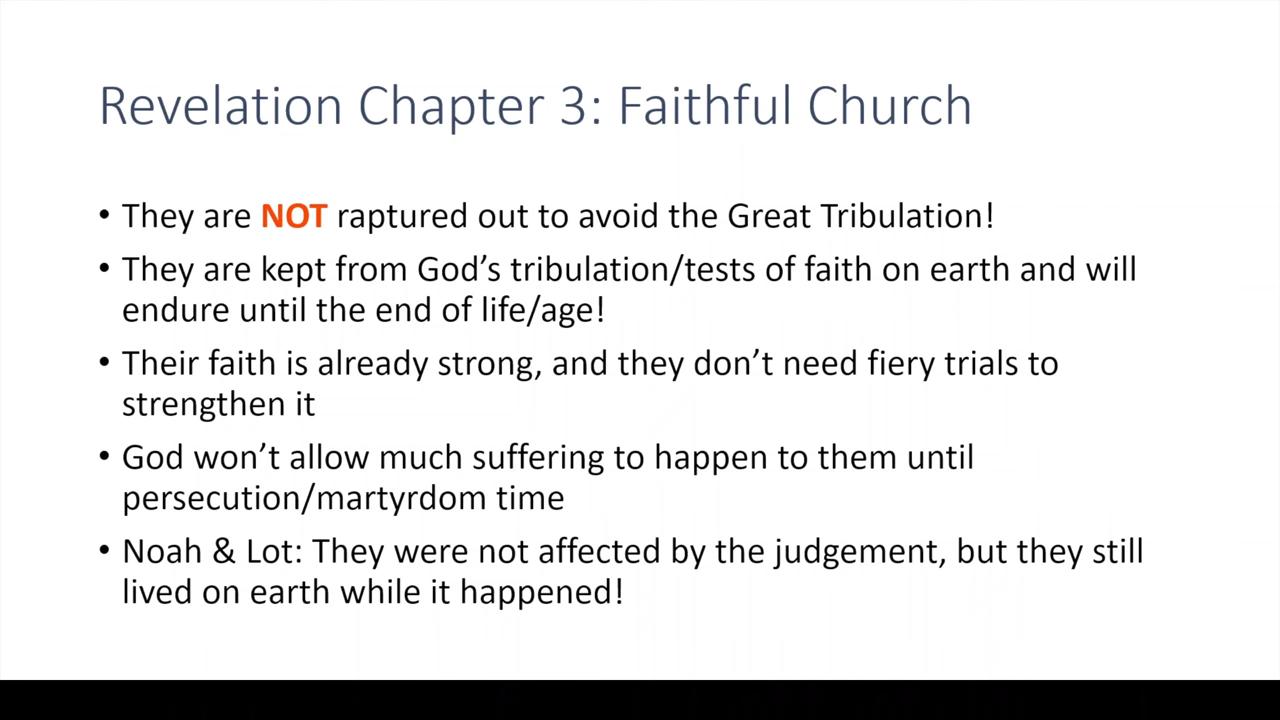 Revelation Chapter 3: Faithful Church
• They are NOT raptured out to avoid the Great Tribulation!
• They are kept from God’s tribulation/tests of faith on earth and will
endure until the end of life/age!
• Their faith is already strong, and they don’t need fiery trials to
strengthen it
• God won’t allow much suffering to happen to them until
persecution/martyrdom time
• Noah & Lot: They were not affected by the judgement, but they still
lived on earth while it happened!